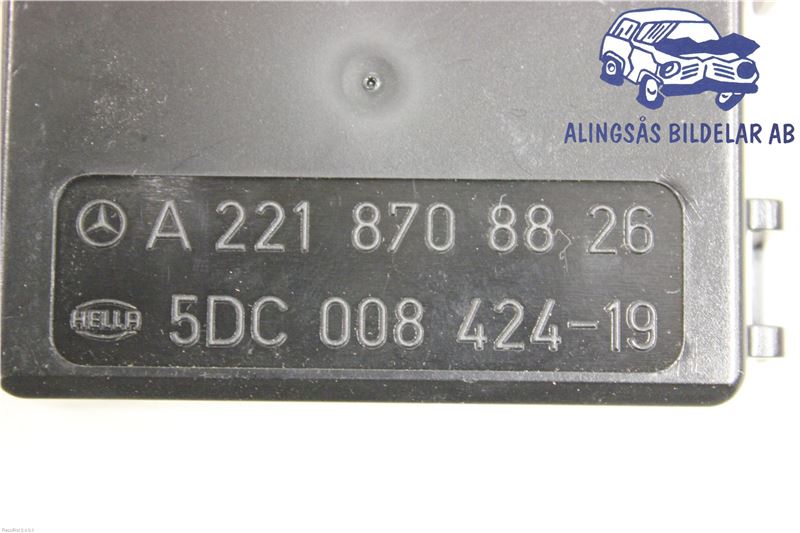 ALINGSÅS BILDELAR AB
A 221 870 88 26
HELLA 5DC 008 424-19